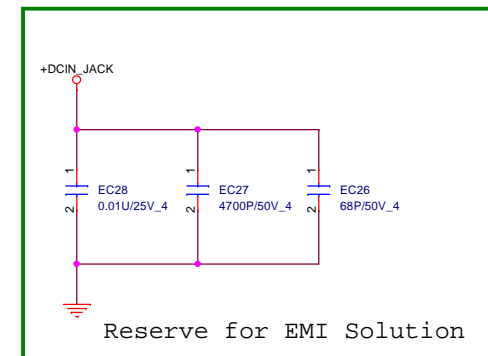 +DCIN_JACK
1
1
1
EC28
EC27
EC26
2
0.01U/25V_4
2
4700P/50V_4
2
68P/50V_4
Reserve for EMI Solution